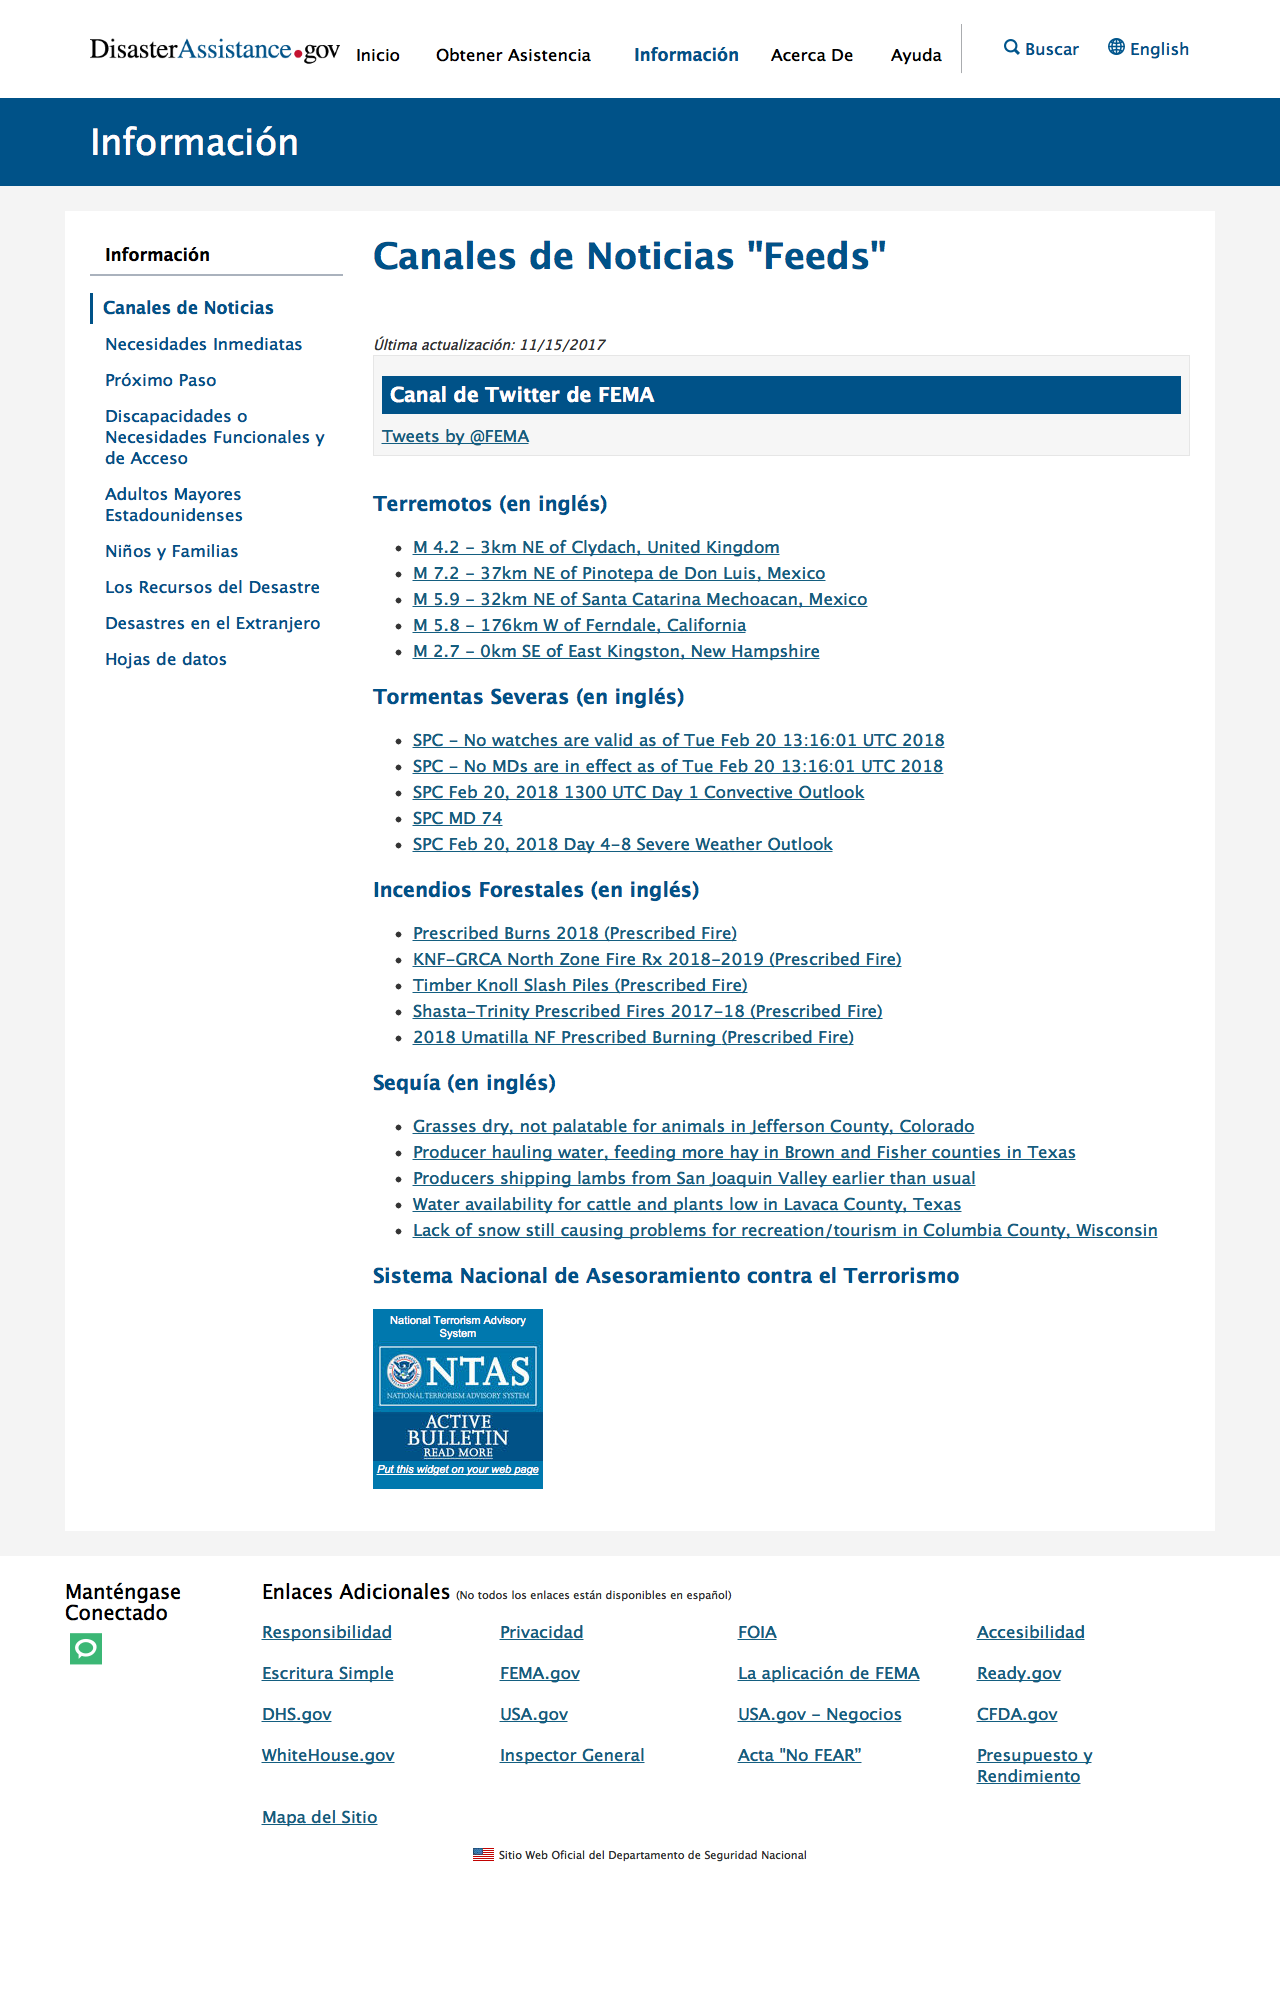 DisasterAssistance.gov
Inicio
Obtener Asistencia
Información
Acerca De
Ayuda
Buscar
English
Información
Información
Canales de Noticias
Necesidades Inmediatas
Próximo Paso
Discapacidades o
Necesidades Funcionales y
de Acceso
Adultos Mayores
Estadounidenses
Niños y Familias
Los Recursos del Desastre
Desastres en el Extranjero
Hojas de datos
Canales de Noticias "Feeds"
Última actualización: 11/15/2017
Canal de Twitter de FEMA
Tweets by @FEMA
Terremotos (en inglés)
M 4.2 - 3km NE of Clydach, United Kingdom
M 7.2 - 37km NE of Pinotepa de Don Luis, Mexico
M 5.9 - 32km NE of Santa Catarina Mechoacan, Mexico
M 5.8 - 176km W of Ferndale, California
M 2.7 - 0km SE of East Kingston, New Hampshire
Tormentas Severas (en inglés)
SPC - No watches are valid as of Tue Feb 20 13:16:01 UTC 2018
SPC - No MDs are in effect as of Tue Feb 20 13:16:01 UTC 2018
SPC Feb 20, 2018 1300 UTC Day 1 Convective Outlook
SPC MD 74
SPC Feb 20, 2018 Day 4-8 Severe Weather Outlook
Incendios Forestales (en inglés)
Prescribed Burns 2018 (Prescribed Fire)
KNF-GRCA North Zone Fire Rx 2018-2019 (Prescribed Fire)
Timber Knoll Slash Piles (Prescribed Fire)
Shasta-Trinity Prescribed Fires 2017-18 (Prescribed Fire)
2018 Umatilla NF Prescribed Burning (Prescribed Fire)
Sequía (en inglés)
Grasses dry, not palatable for animals in Jefferson County, Colorado
Producer hauling water, feeding more hay in Brown and Fisher counties in Texas
Producers shipping lambs from San Joaquin Valley earlier than usual
Water availability for cattle and plants low in Lavaca County, Texas
Lack of snow still causing problems for recreation/tourism in Columbia County, Wisconsin
Sistema Nacional de Asesoramiento contra el Terrorismo
National Terrorism Advisory
System
NTAS
NATIONAL TERRORISM ADVISORY SYSTEM
ACTIVE
BULLETIN
READ MORE
Put this widget on your web page
Manténgase
Conectado
Enlaces Adicionales (No todos los enlaces están disponibles en español)
Responsibilidad
Privacidad
FOIA
Accesibilidad
Escritura Simple
FEMA.gov
La aplicación de FEMA
Ready.gov
DHS.gov
USA.gov
USA.gov - Negocios
CFDA.gov
WhiteHouse.gov
Inspector General
Acta "No FEAR”
Presupuesto y
Rendimiento
Mapa del Sitio
Sitio Web Oficial del Departamento de Seguridad Nacional